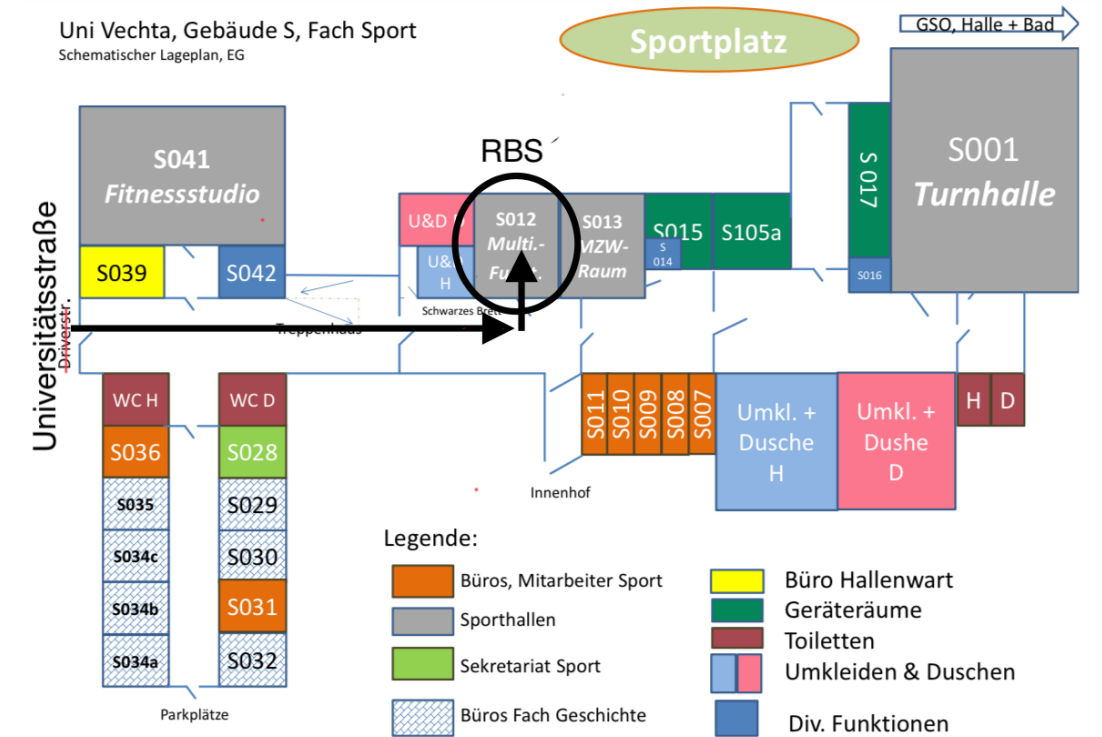 Uni Vechta, Gebäude S, Fach Sport
Schematischer Lageplan, EG
Sportplatz
GSO, Halle + Bad
RBS
S041
Fitnessstudio
S001
Turnhalle
S 017
S016
U&D D
U&D
H
S012
Multi.-
Funkt.
S013
MZW-
Raum
S015
S
014
S105a
S039
S042
Schwarzes Brett
Treppenhaus
Universitätsstraße
Driverstr.
WC H
WC D
S036
S028
S035
S029
S034c
S030
S034b
S031
S034a
S032
Parkplätze
S011
S010
S009
S008
S007
Umkl. +
Dusche
H
Umkl. +
Dushe
D
H
D
Innenhof
Legende:
Büros, Mitarbeiter Sport
Sporthallen
Sekretariat Sport
Büros Fach Geschichte
Büro Hallenwart
Geräteräume
Toiletten
Umkleiden & Duschen
Div. Funktionen